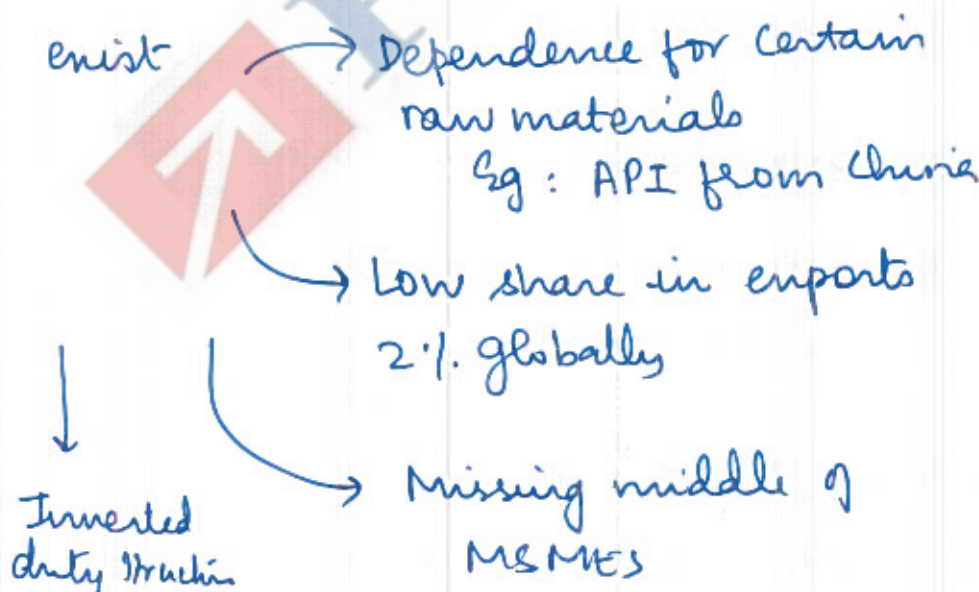 exist
Dependence for certain
raw materials
Eg : API from China
Low share in exports
2%. globally
Missing middle of
MSMES
Inverted
duty structure